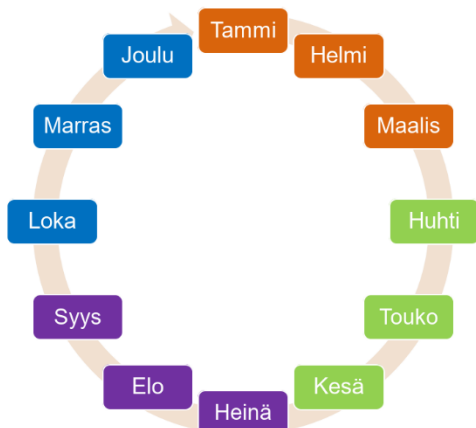 Tammi
Helmi
Maalis
Huhti
Touko
Kesä
Heinä
Elo
Syys
Loka
Marras
Joulu